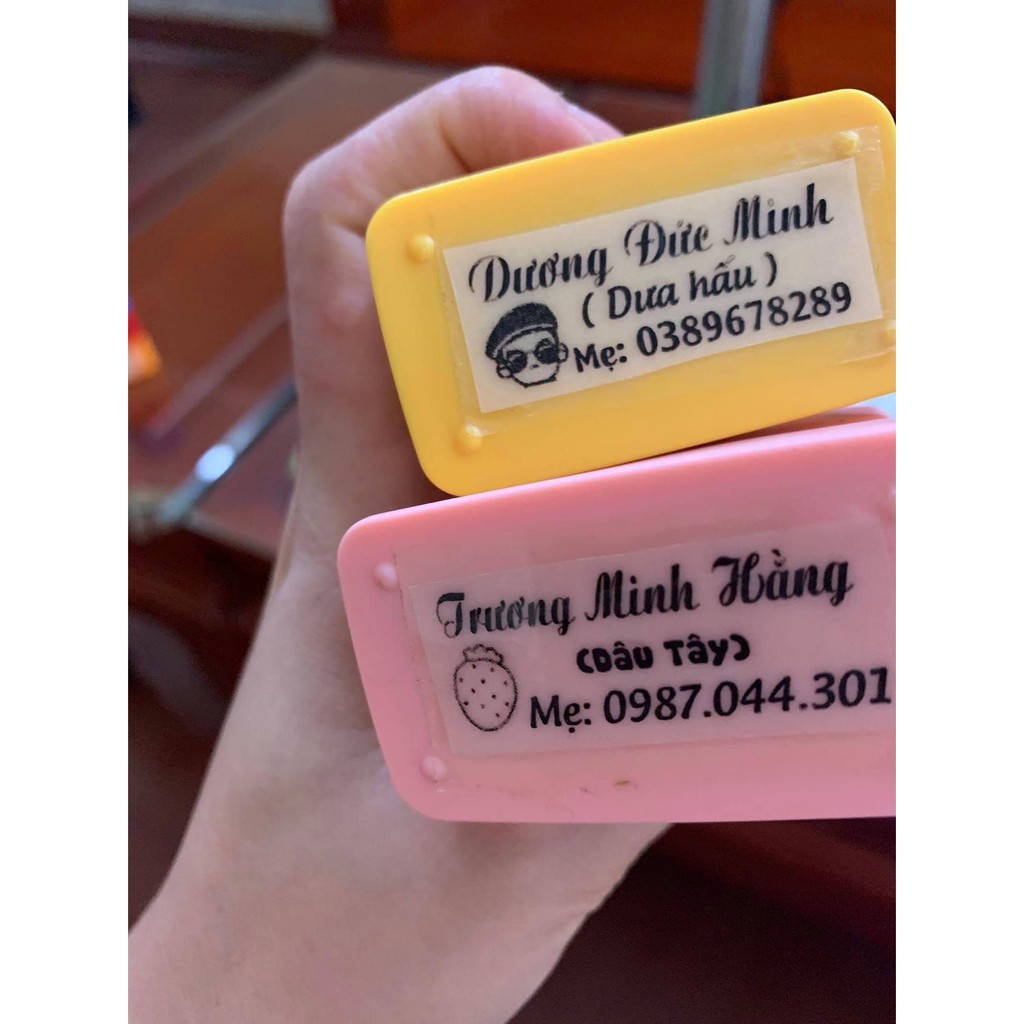 Dương Đức Minh
( Dưa hấu )
Mẹ: 0389678289
Trương Minh Hằng
(Dâu Tây)
Mẹ: 0987.044.301